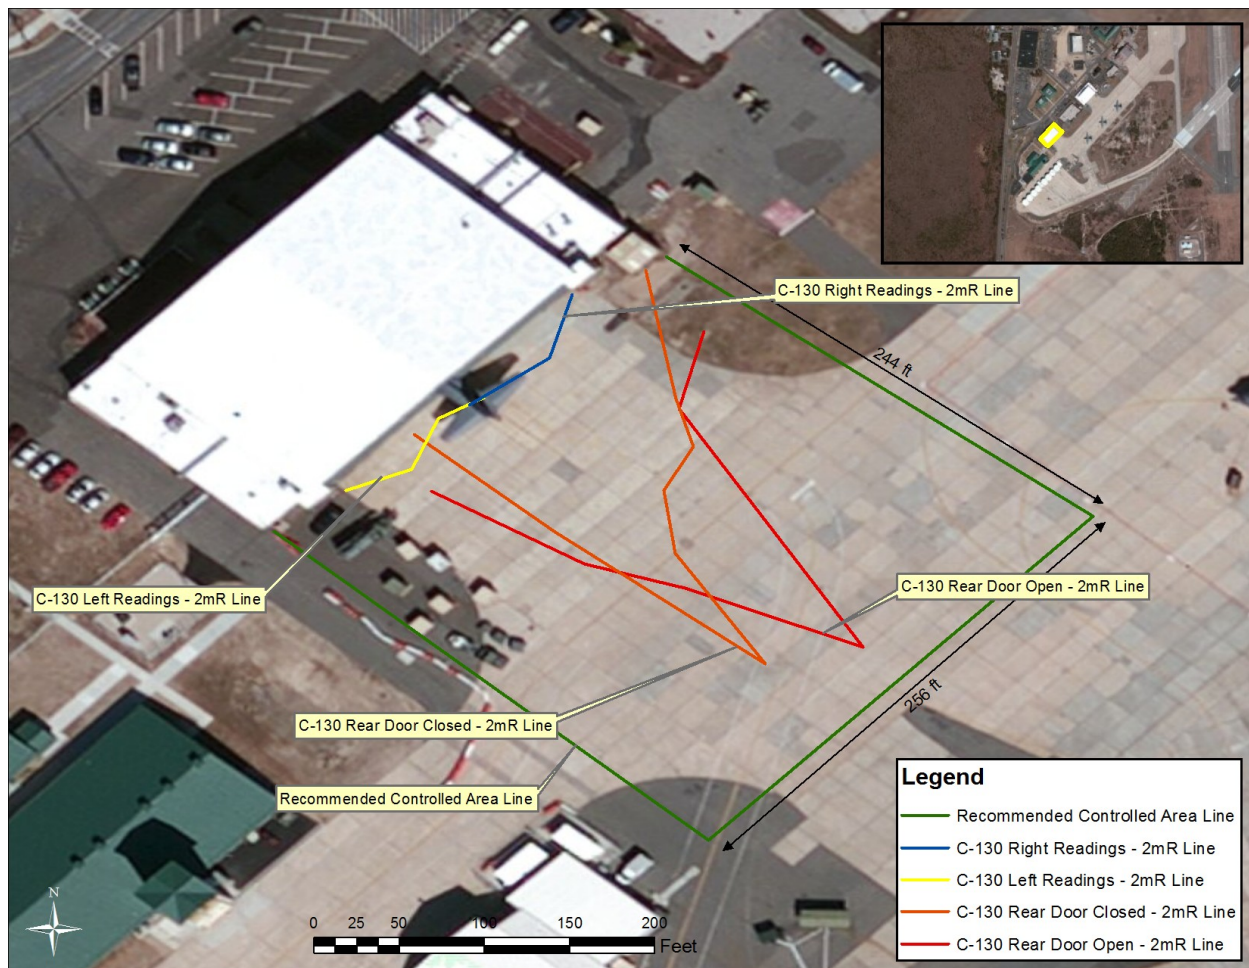 C-130 Right Readings - 2mR Line
244 ft
C-130 Rear Door Open - 2mR Line
C-130 Left Readings - 2mR Line
256 ft
C-130 Rear Door Closed - 2mR Line
Recommended Controlled Area Line
Legend
Recommended Controlled Area Line
C-130 Right Readings - 2mR Line
C-130 Left Readings - 2mR Line
C-130 Rear Door Closed - 2mR Line
C-130 Rear Door Open - 2mR Line
N
0 25 50 100 150 200
Feet